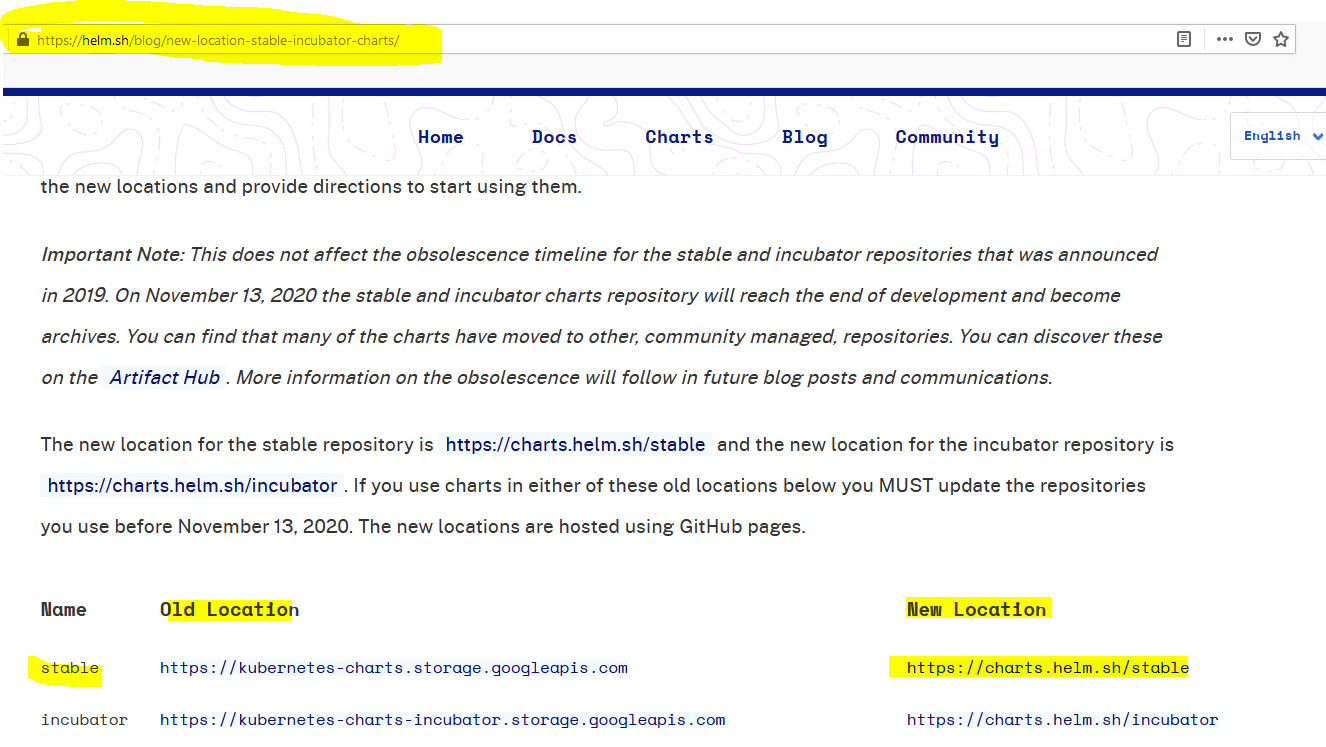 https://helm.sh/blog/new-location-stable-incubator-charts/
Home Docs Charts Blog Community English
the new locations and provide directions to start using them.
Important Note: This does not affect the obsolescence timeline for the stable and incubator repositories that was announced
in 2019. On November 13, 2020 the stable and incubator charts repository will reach the end of development and become
archives. You can find that many of the charts have moved to other, community managed, repositories. You can discover these
on the Artifact Hub . More information on the obsolescence will follow in future blog posts and communications.
The new location for the stable repository is https://charts.helm.sh/stable and the new location for the incubator repository is
https://charts.helm.sh/incubator . If you use charts in either of these old locations below you MUST update the repositories
you use before November 13, 2020. The new locations are hosted using GitHub pages.
Name Old Location New Location
stable https://kubernetes-charts.storage.googleapis.com https://charts.helm.sh/stable
incubator https://kubernetes-charts-incubator.storage.googleapis.com https://charts.helm.sh/incubator